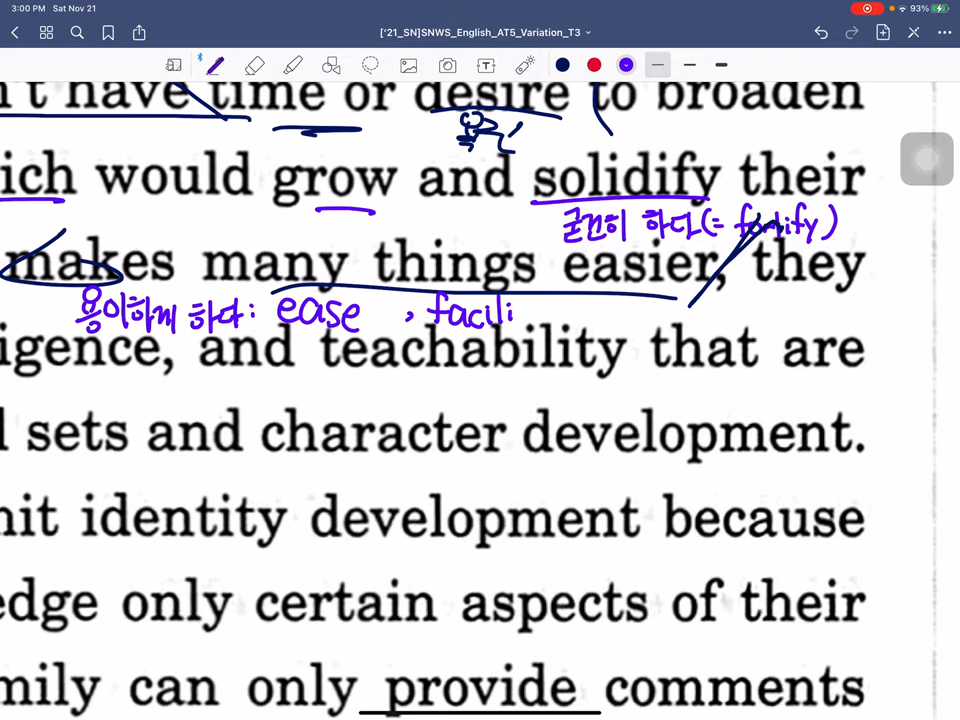 3:00 PM Sat Nov 21
93%
['21_SN]SNWS_English_AT5_Variation_T3
n't have time or desire to broaden
ich would grow and solidify their
굳건히 하다(= fortify)
makes many things easier, they
용이하게 하다: ease , facili
igence, and teachability that are
l sets and character development.
nit identity development because
edge only certain aspects of their
mily can only provide comments